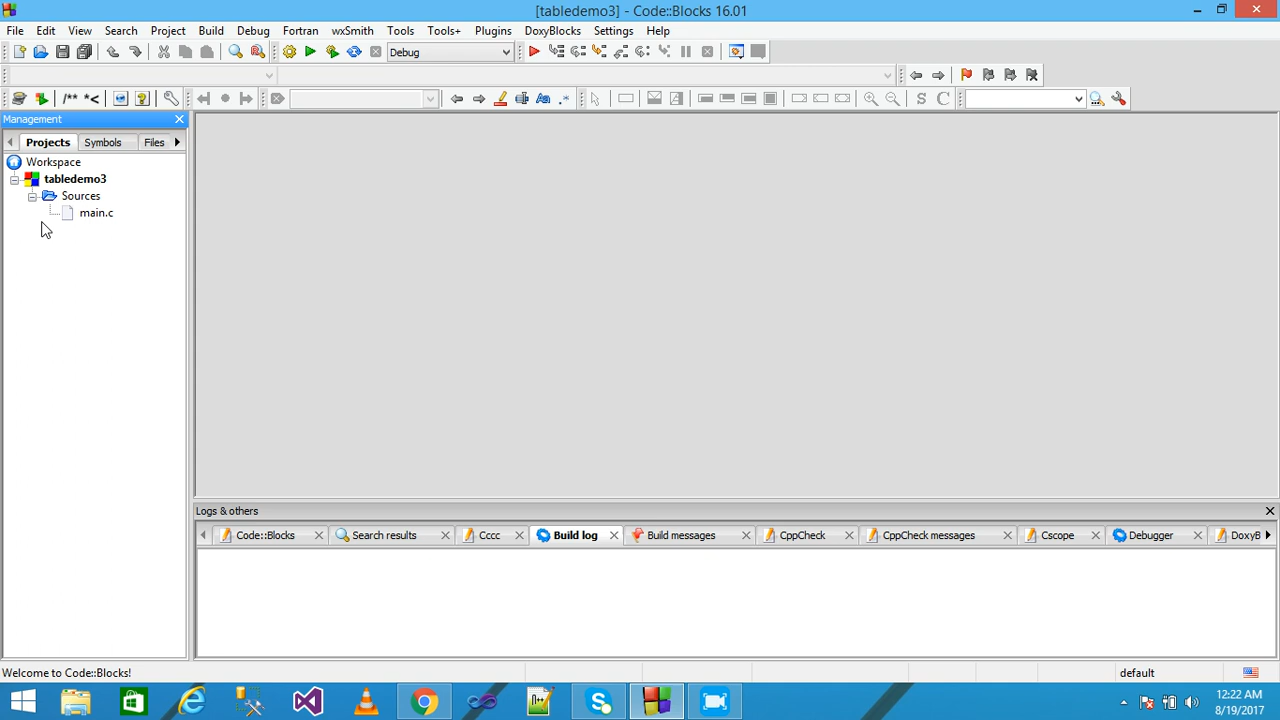 [tabledemo3] - Code::Blocks 16.01
File Edit View Search Project Build Debug Fortran wxSmith Tools Tools+ Plugins DoxyBlocks Settings Help
Debug
/** *<
S C
Management
Projects Symbols Files
Workspace
tabledemo3
Sources
main.c
Logs & others
Code::Blocks Search results Cccc Build log Build messages CppCheck CppCheck messages Cscope Debugger DoxyB
Welcome to Code::Blocks!
default
12:22 AM
8/19/2017